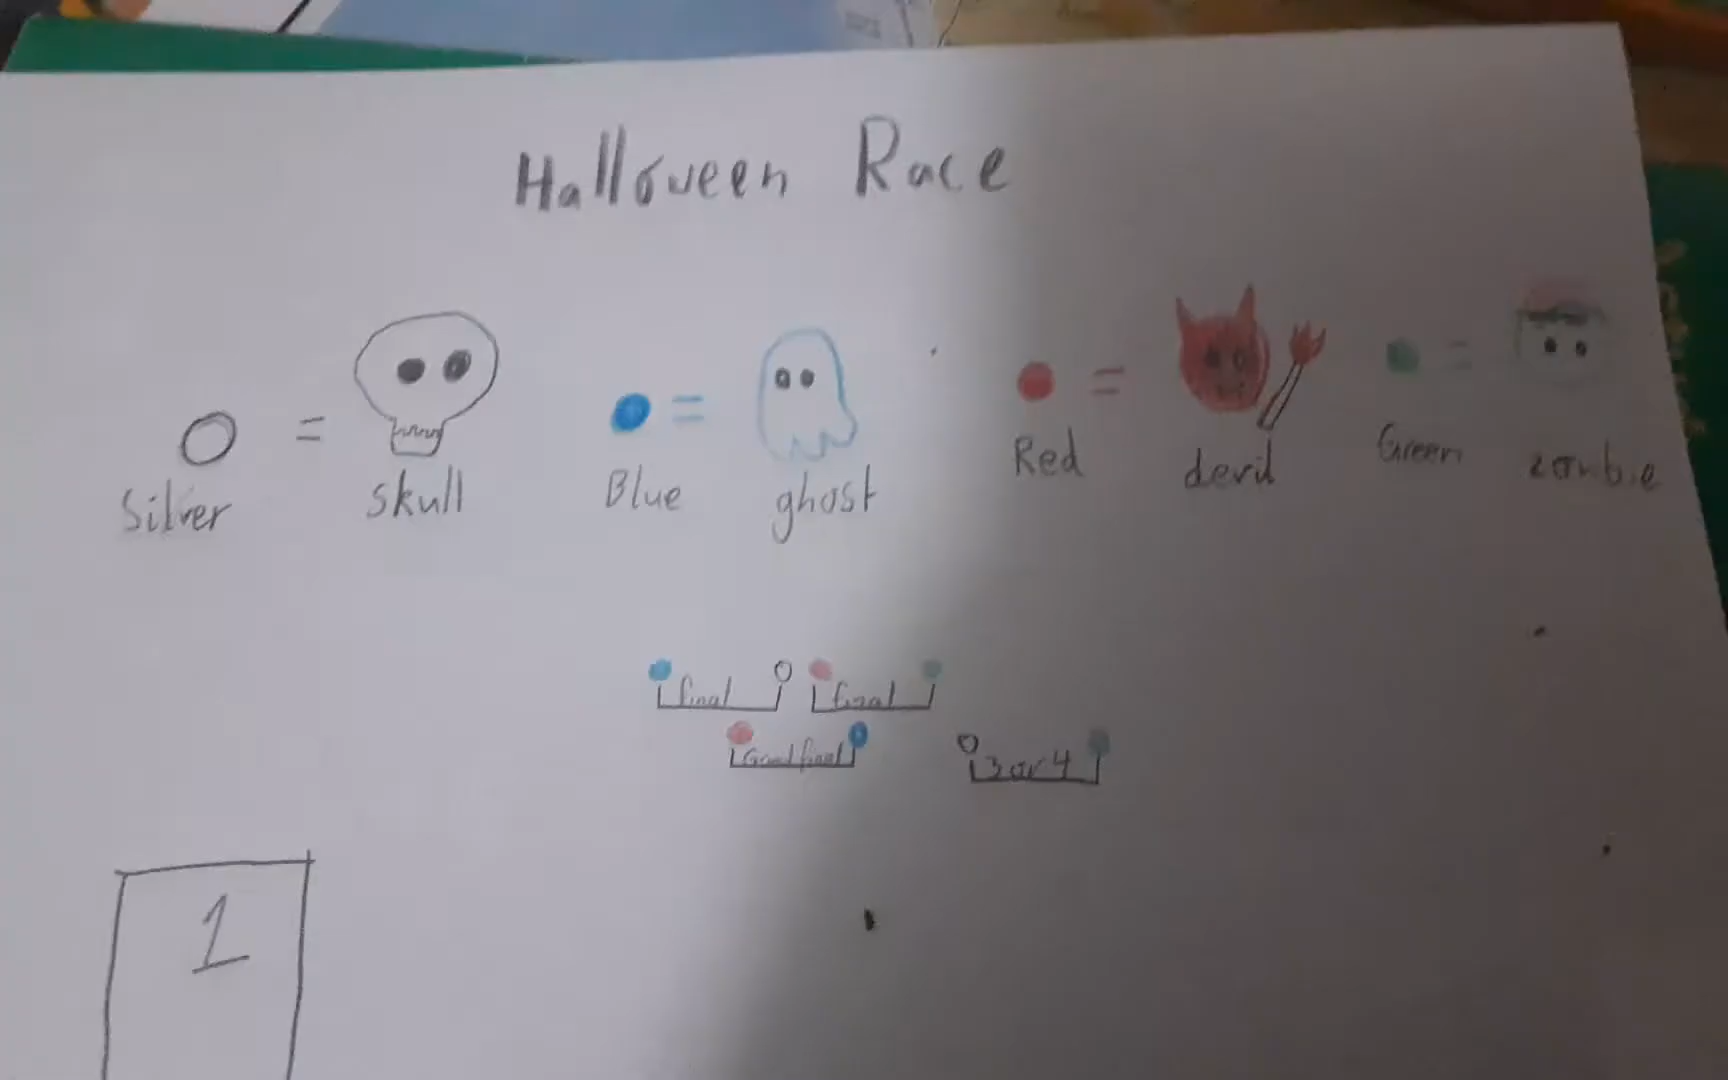 Halloween Race
= = = =
Silver skull Blue ghost Red devil Green zombie
final final
Grand final 3 or 4
1